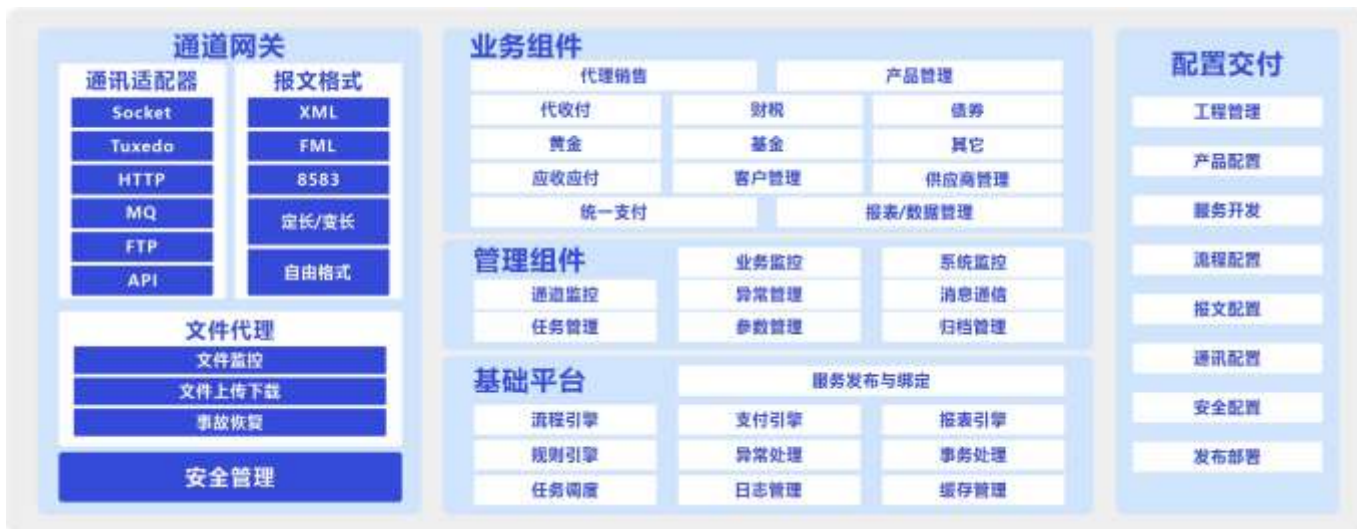 通道网关
通讯适配器
Socket
Tuxedo
HTTP
MQ
FTP
API
报文格式
XML
FML
8583
定长/变长
自由格式
文件代理
文件监控
文件上传下载
事故恢复
安全管理
业务组件
代理销售 产品管理
代收付 财税 债券
黄金 基金 其它
应收应付 客户管理 供应商管理
统一支付 报表/数据管理
管理组件 业务监控 系统监控
通道监控 异常管理 消息通信
任务管理 参数管理 归档管理
基础平台 服务发布与绑定
流程引擎 支付引擎 报表引擎
规则引擎 异常处理 事务处理
任务调度 日志管理 缓存管理
配置交付
工程管理
产品配置
服务开发
流程配置
报文配置
通讯配置
安全配置
发布部署